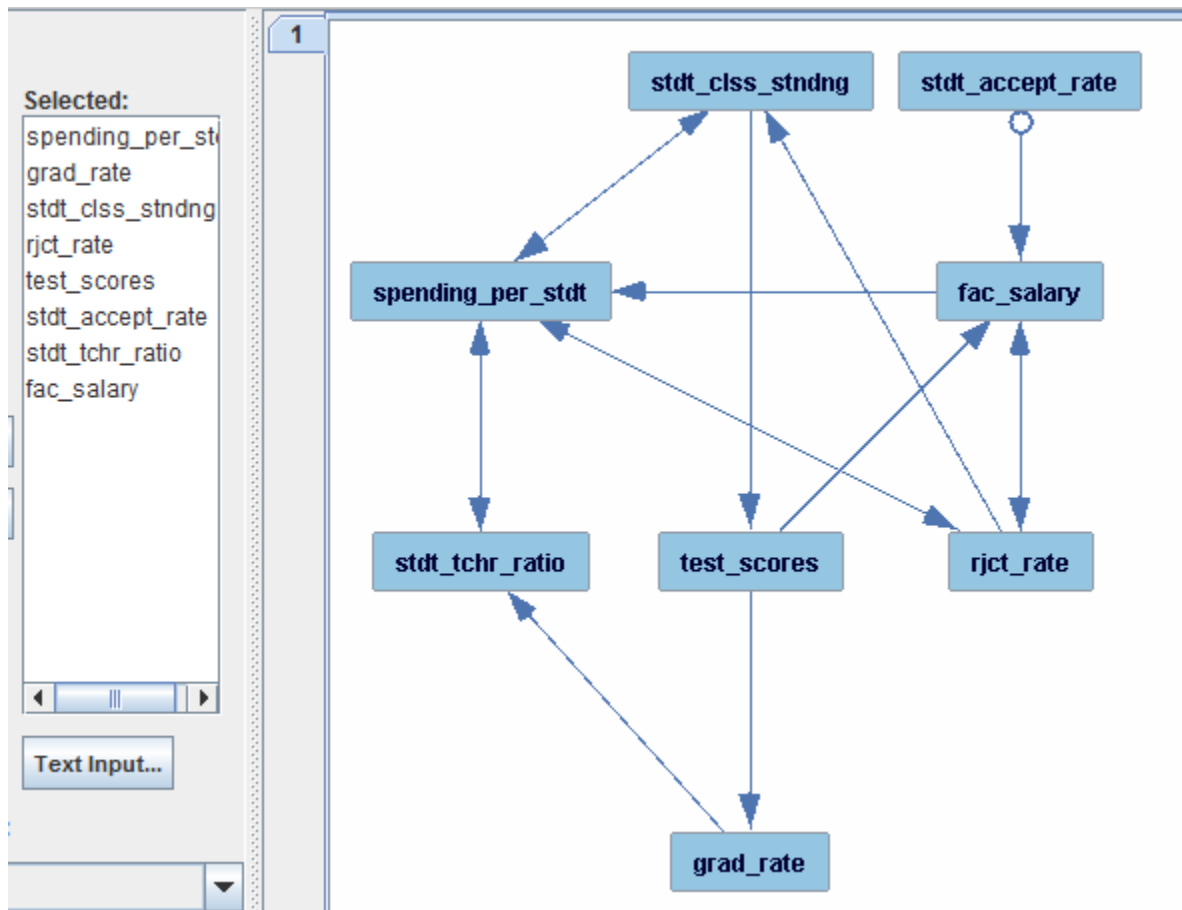 Selected:
spending_per_st
grad_rate
stdt_clss_stndng
rjct_rate
test_scores
stdt_accept_rate
stdt_tchr_ratio
fac_salary
Text Input...
1
stdt_clss_stndng
stdt_accept_rate
spending_per_stdt
fac_salary
stdt_tchr_ratio
test_scores
rjct_rate
grad_rate